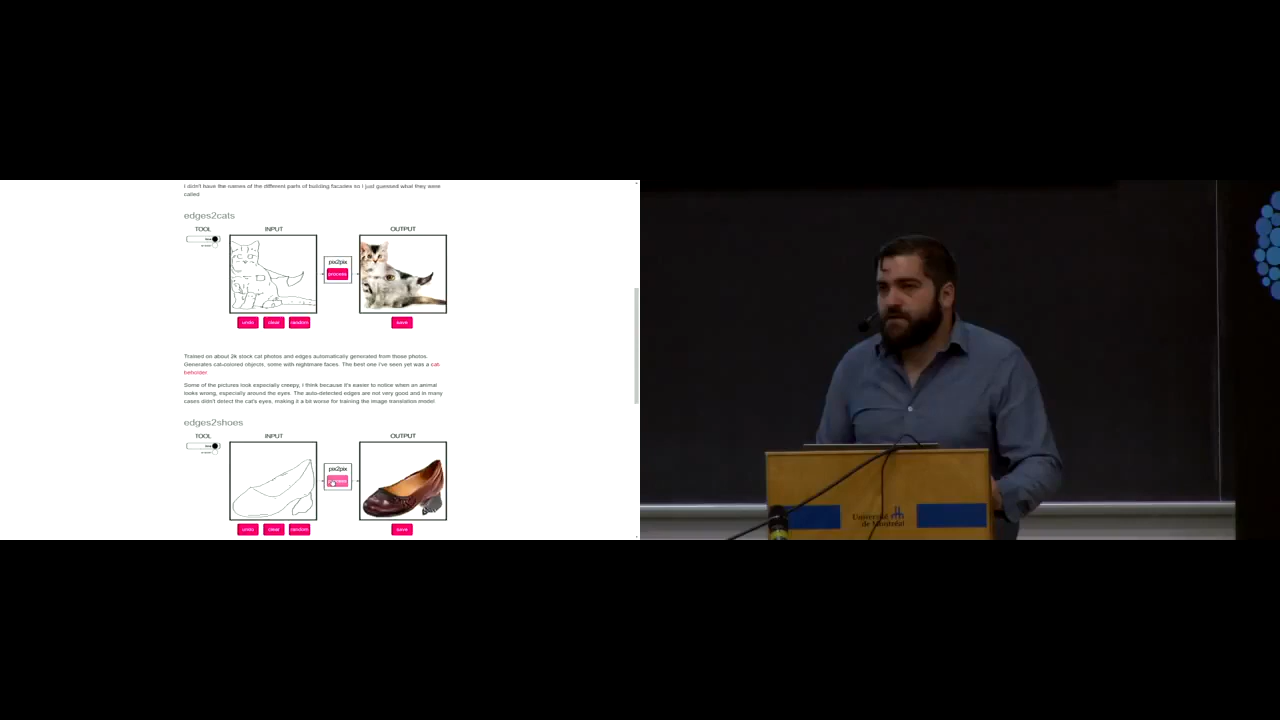 I didn't have the names of the different parts of building facades so I just guessed what they were
called
edges2cats
TOOL
INPUT
OUTPUT
pix2pix
process
undo
clear
random
save
Trained on about 2k stock cat photos and edges automatically generated from those photos.
Generates cat-colored objects, some with nightmare faces. The best one I've seen yet was a cat-
beholder.
Some of the pictures look especially creepy, I think because it's easier to notice when an animal
looks wrong, especially around the eyes. The auto-detected edges are not very good and in many
cases didn't detect the cat's eyes, making it a bit worse for training the image translation model.
edges2shoes
TOOL
INPUT
OUTPUT
pix2pix
process
undo
clear
random
save
Université
de Montréal